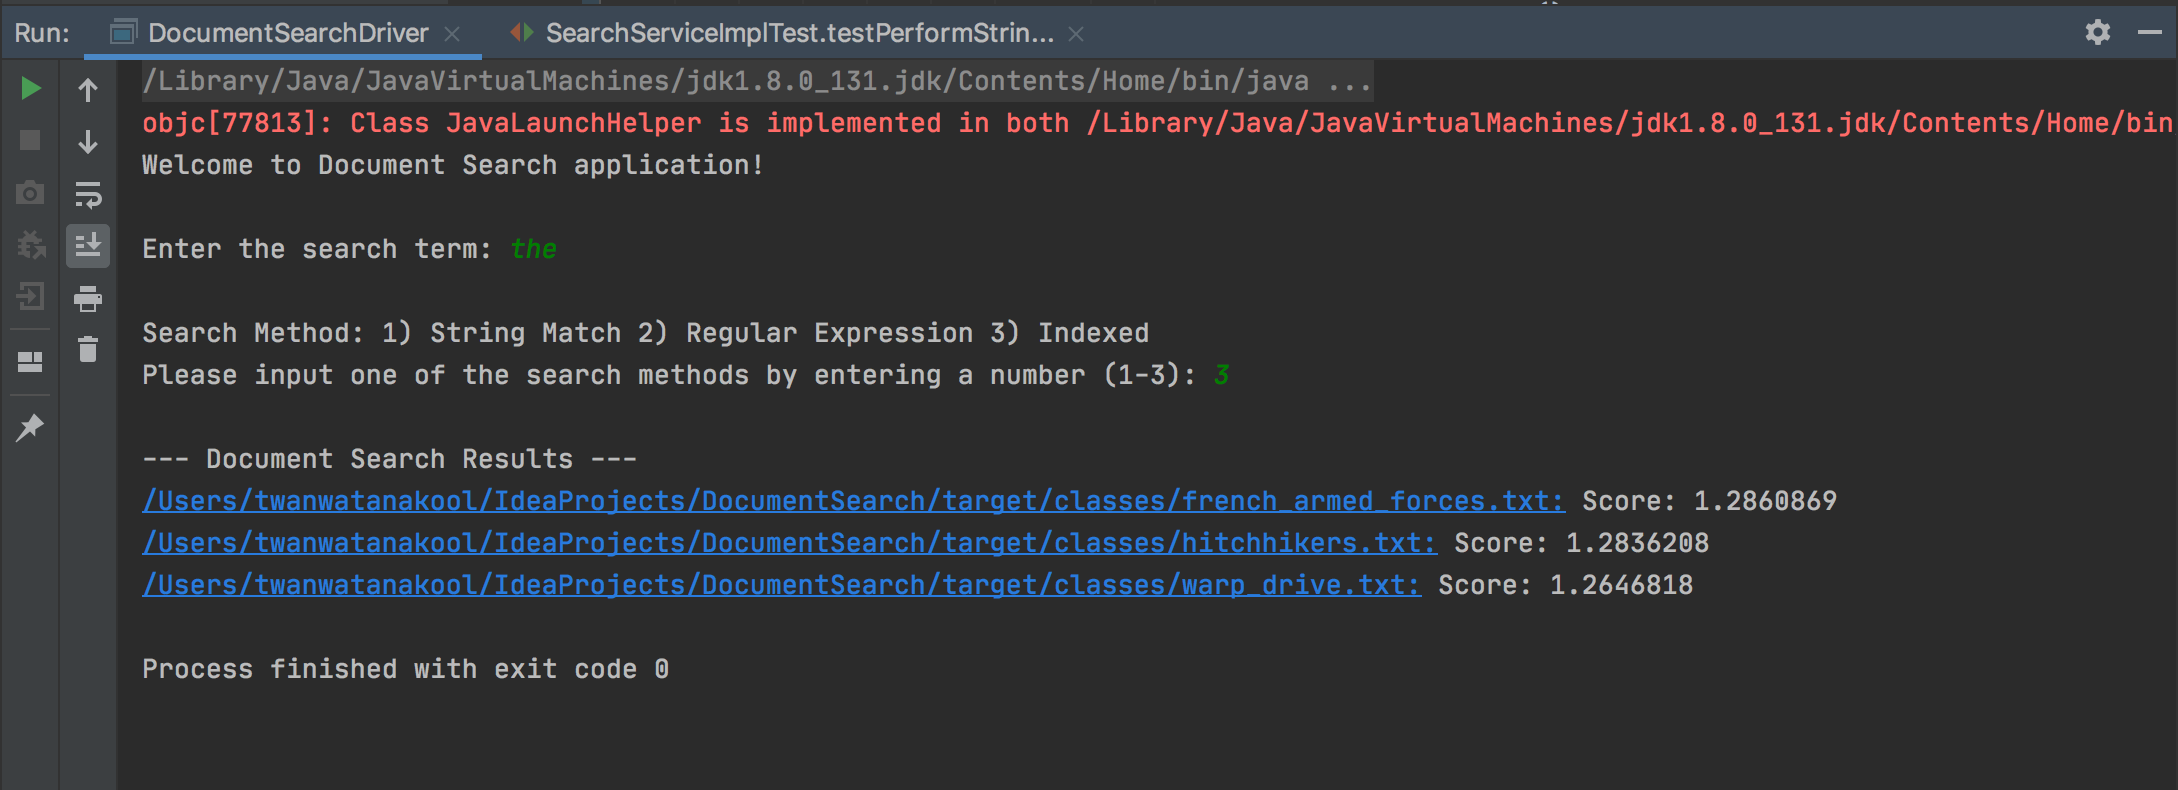 Run: DocumentSearchDriver SearchServiceImplTest.testPerformStrin...
/Library/Java/JavaVirtualMachines/jdk1.8.0_131.jdk/Contents/Home/bin/java ...
objc[77813]: Class JavaLaunchHelper is implemented in both /Library/Java/JavaVirtualMachines/jdk1.8.0_131.jdk/Contents/Home/bin
Welcome to Document Search application!
Enter the search term: the
Search Method: 1) String Match 2) Regular Expression 3) Indexed
Please input one of the search methods by entering a number (1-3): 3
--- Document Search Results ---
/Users/twanwatanakool/IdeaProjects/DocumentSearch/target/classes/french_armed_forces.txt: Score: 1.2860869
/Users/twanwatanakool/IdeaProjects/DocumentSearch/target/classes/hitchhikers.txt: Score: 1.2836208
/Users/twanwatanakool/IdeaProjects/DocumentSearch/target/classes/warp_drive.txt: Score: 1.2646818
Process finished with exit code 0